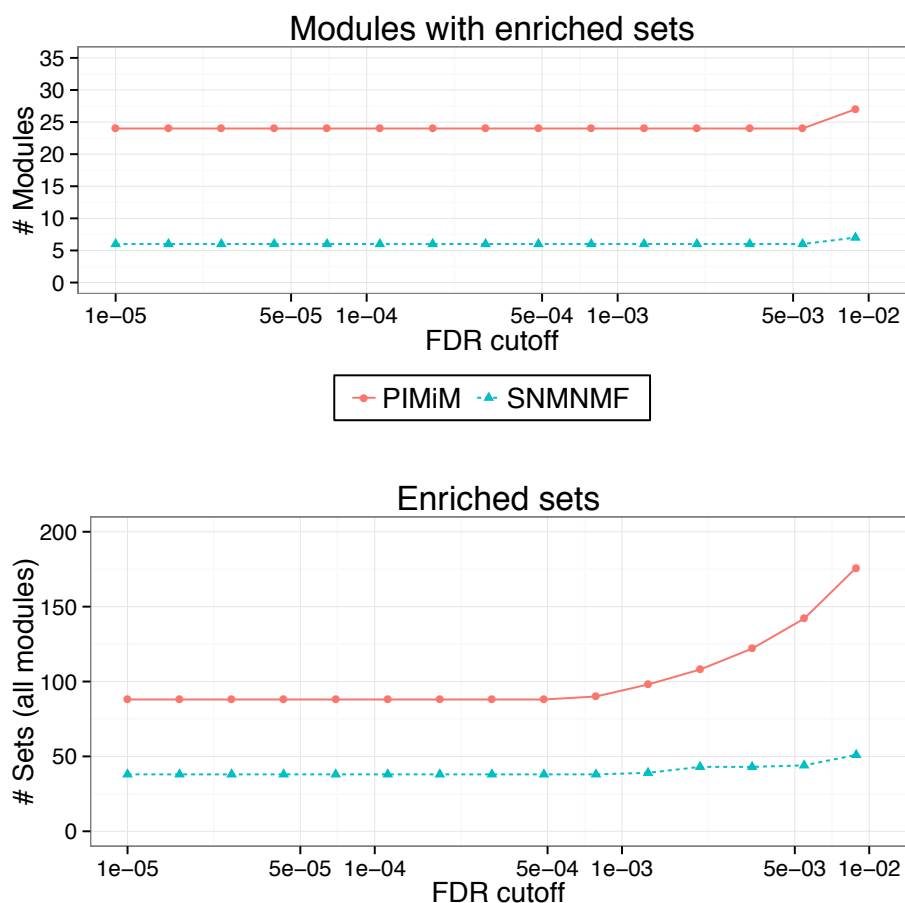 Modules with enriched sets
# Modules
35
30
25
20
15
10
5
0
1e−05 5e−05 1e−04 5e−04 1e−03 5e−03 1e−02
FDR cutoff
PIMiM SNMNMF
Enriched sets
# Sets (all modules)
200
150
100
50
0
1e−05 5e−05 1e−04 5e−04 1e−03 5e−03 1e−02
FDR cutoff